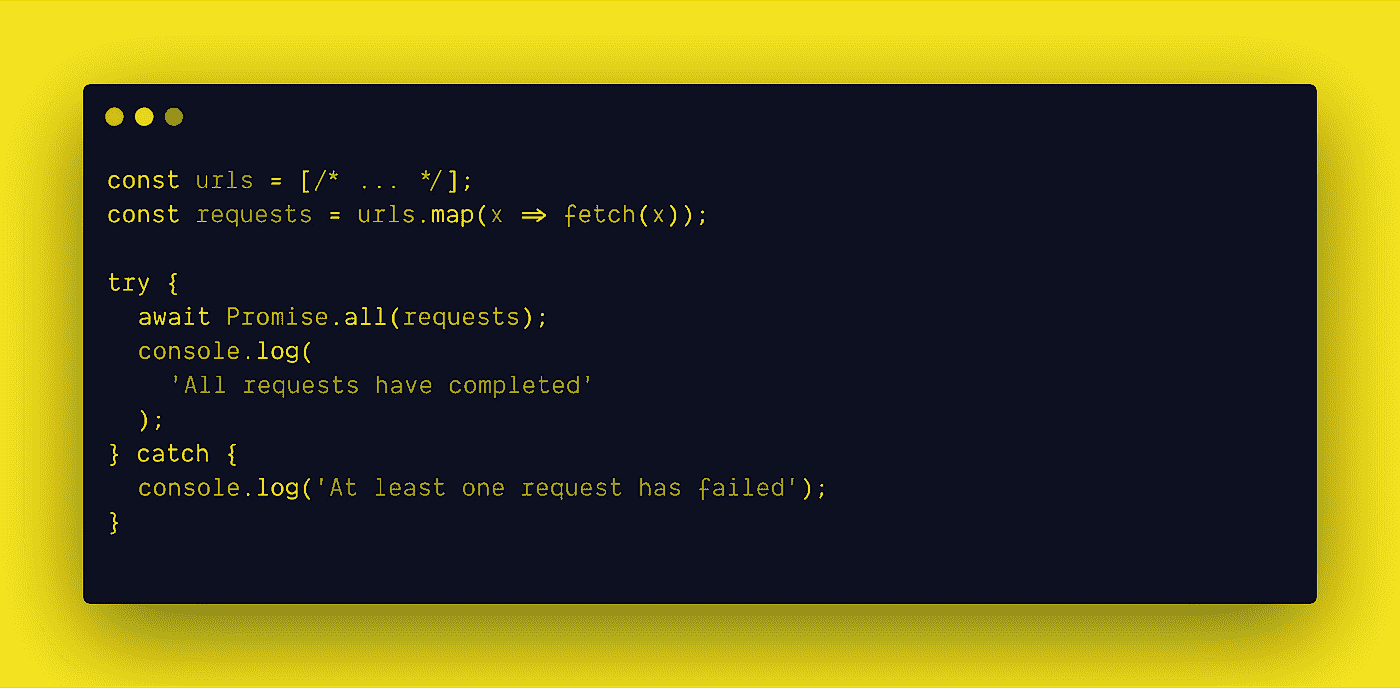 const urls = [/* ... */];
const requests = urls.map(x => fetch(x));
try {
await Promise.all(requests);
console.log(
'All requests have completed'
);
} catch {
console.log('At least one request has failed');
}